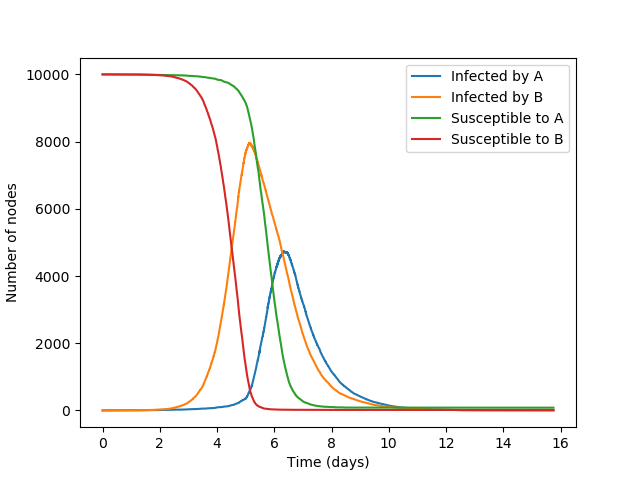 10000
8000
6000
4000
2000
0
Number of nodes
Infected by A
Infected by B
Susceptible to A
Susceptible to B
0 2 4 6 8 10 12 14 16
Time (days)